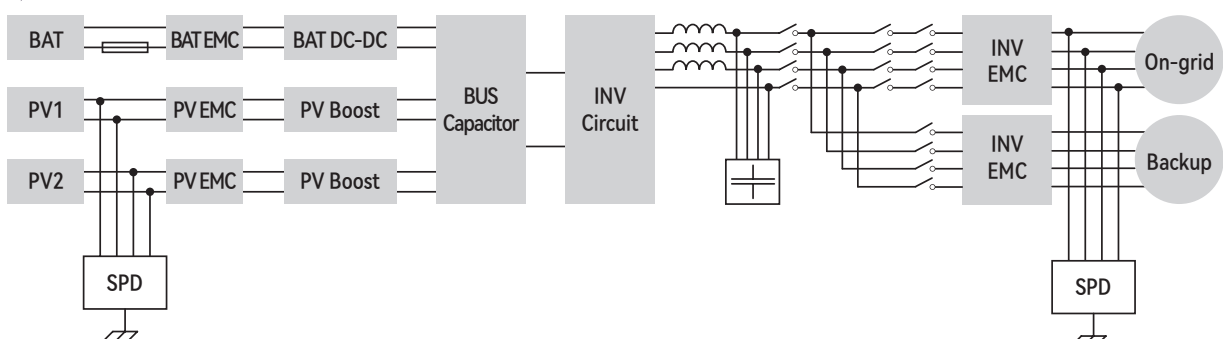 BAT
BAT EMC
BAT DC-DC
PV1
PV EMC
PV Boost
PV2
PV EMC
PV Boost
SPD
BUS
Capacitor
INV
Circuit
INV
EMC
On-grid
INV
EMC
Backup
SPD